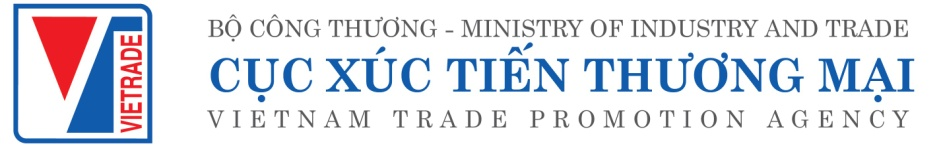 VIETRADE
BỘ CÔNG THƯƠNG - MINISTRY OF INDUSTRY AND TRADE
CỤC XÚC TIẾN THƯƠNG MẠI
VIETNAM TRADE PROMOTION AGENCY